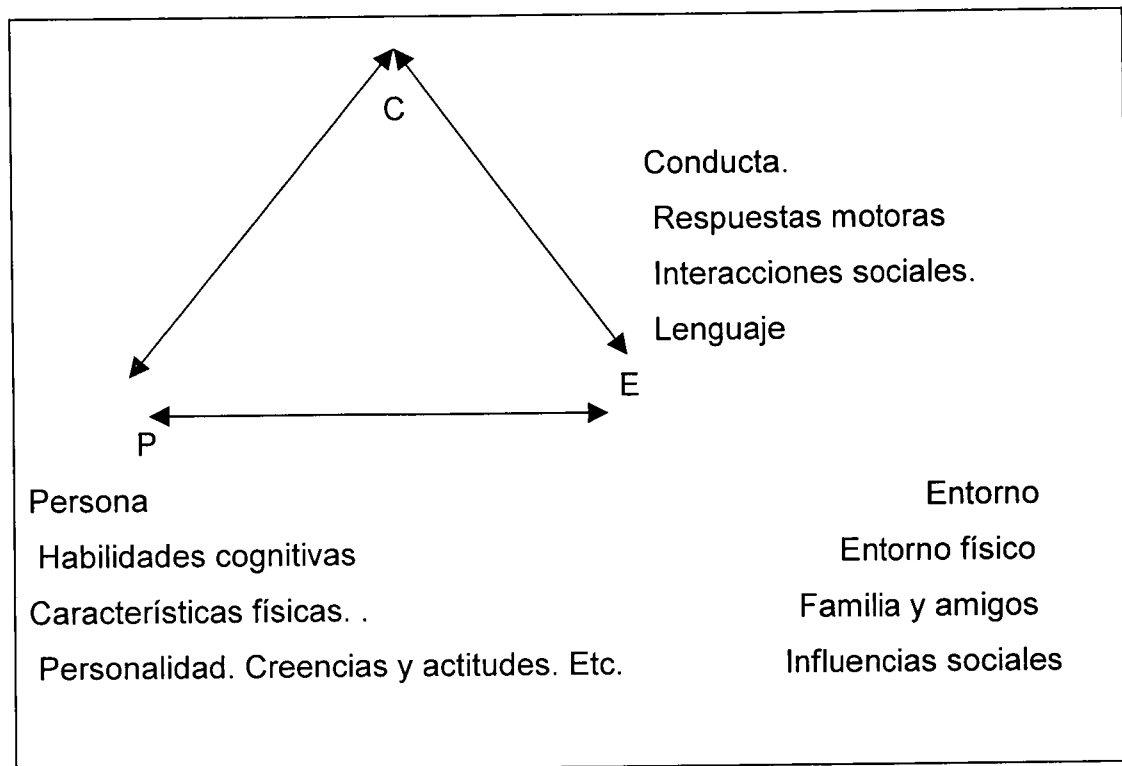 C
Conducta.
Respuestas motoras
Interacciones sociales.
Lenguaje
E
P
Persona
Entorno
Habilidades cognitivas
Entorno físico
Características físicas. .
Familia y amigos
Personalidad. Creencias y actitudes. Etc.
Influencias sociales